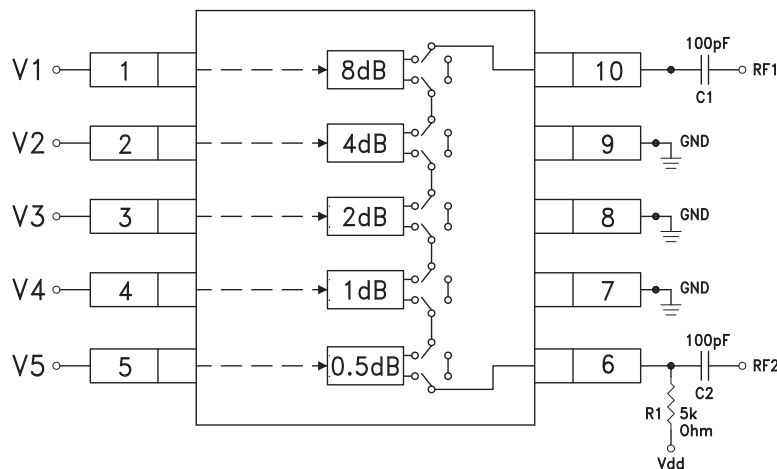 V1 1 8dB 10 100pF C1 RF1
V2 2 4dB 9 GND
V3 3 2dB 8 GND
V4 4 1dB 7 GND
V5 5 0.5dB 6 100pF C2 RF2
R1 5k Ohm
Vdd